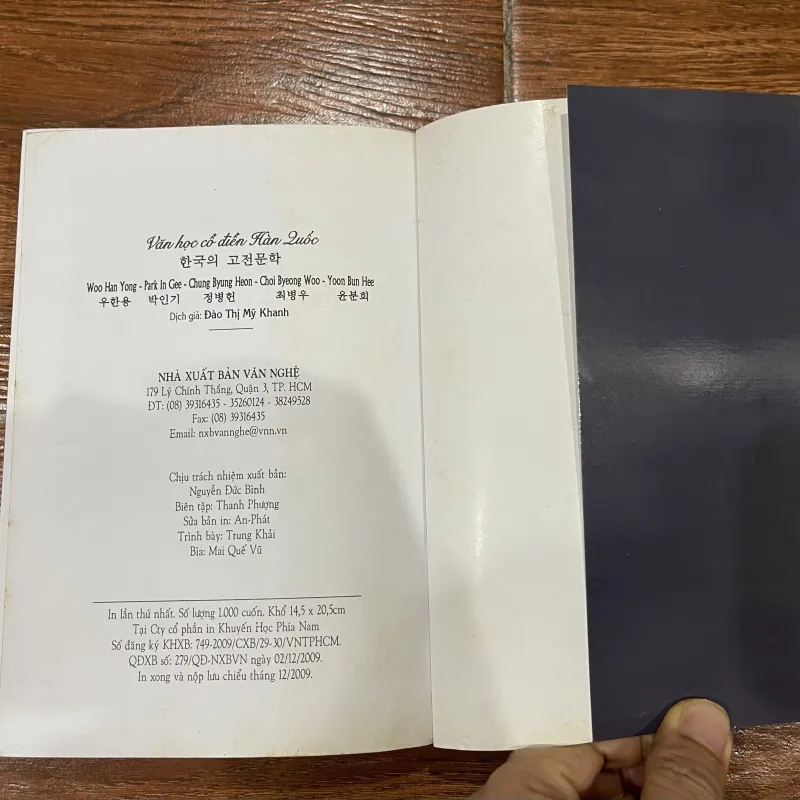 Văn học cổ điển Hàn Quốc
한국의 고전문학
Woo Han Yong - Park In Gee - Chung Byung Heon - Choi Byeong Woo - Yoon Bun Hee
우한용 박인기 정병헌 최병우 윤분희
Dịch giả: Đào Thị Mỹ Khanh
NHÀ XUẤT BẢN VĂN NGHỆ
179 Lý Chính Thắng, Quận 3, TP. HCM
ĐT: (08) 39316435 - 35260124 - 38249528
Fax: (08) 39316435
Email: nxbvannghe@vnn.vn
Chịu trách nhiệm xuất bản:
Nguyễn Đức Bình
Biên tập: Thanh Phượng
Sửa bản in: An-Phát
Trình bày: Trung Khải
Bìa: Mai Quế Vũ
In lần thứ nhất. Số lượng 1.000 cuốn. Khổ 14,5 x 20,5cm
Tại Cty cổ phần in Khuyến Học Phía Nam
Số đăng ký KHXB: 749-2009/CXB/29-30/VNTPHCM.
QĐXB số: 279/QĐ-NXBVN ngày 02/12/2009.
In xong và nộp lưu chiểu tháng 12/2009.